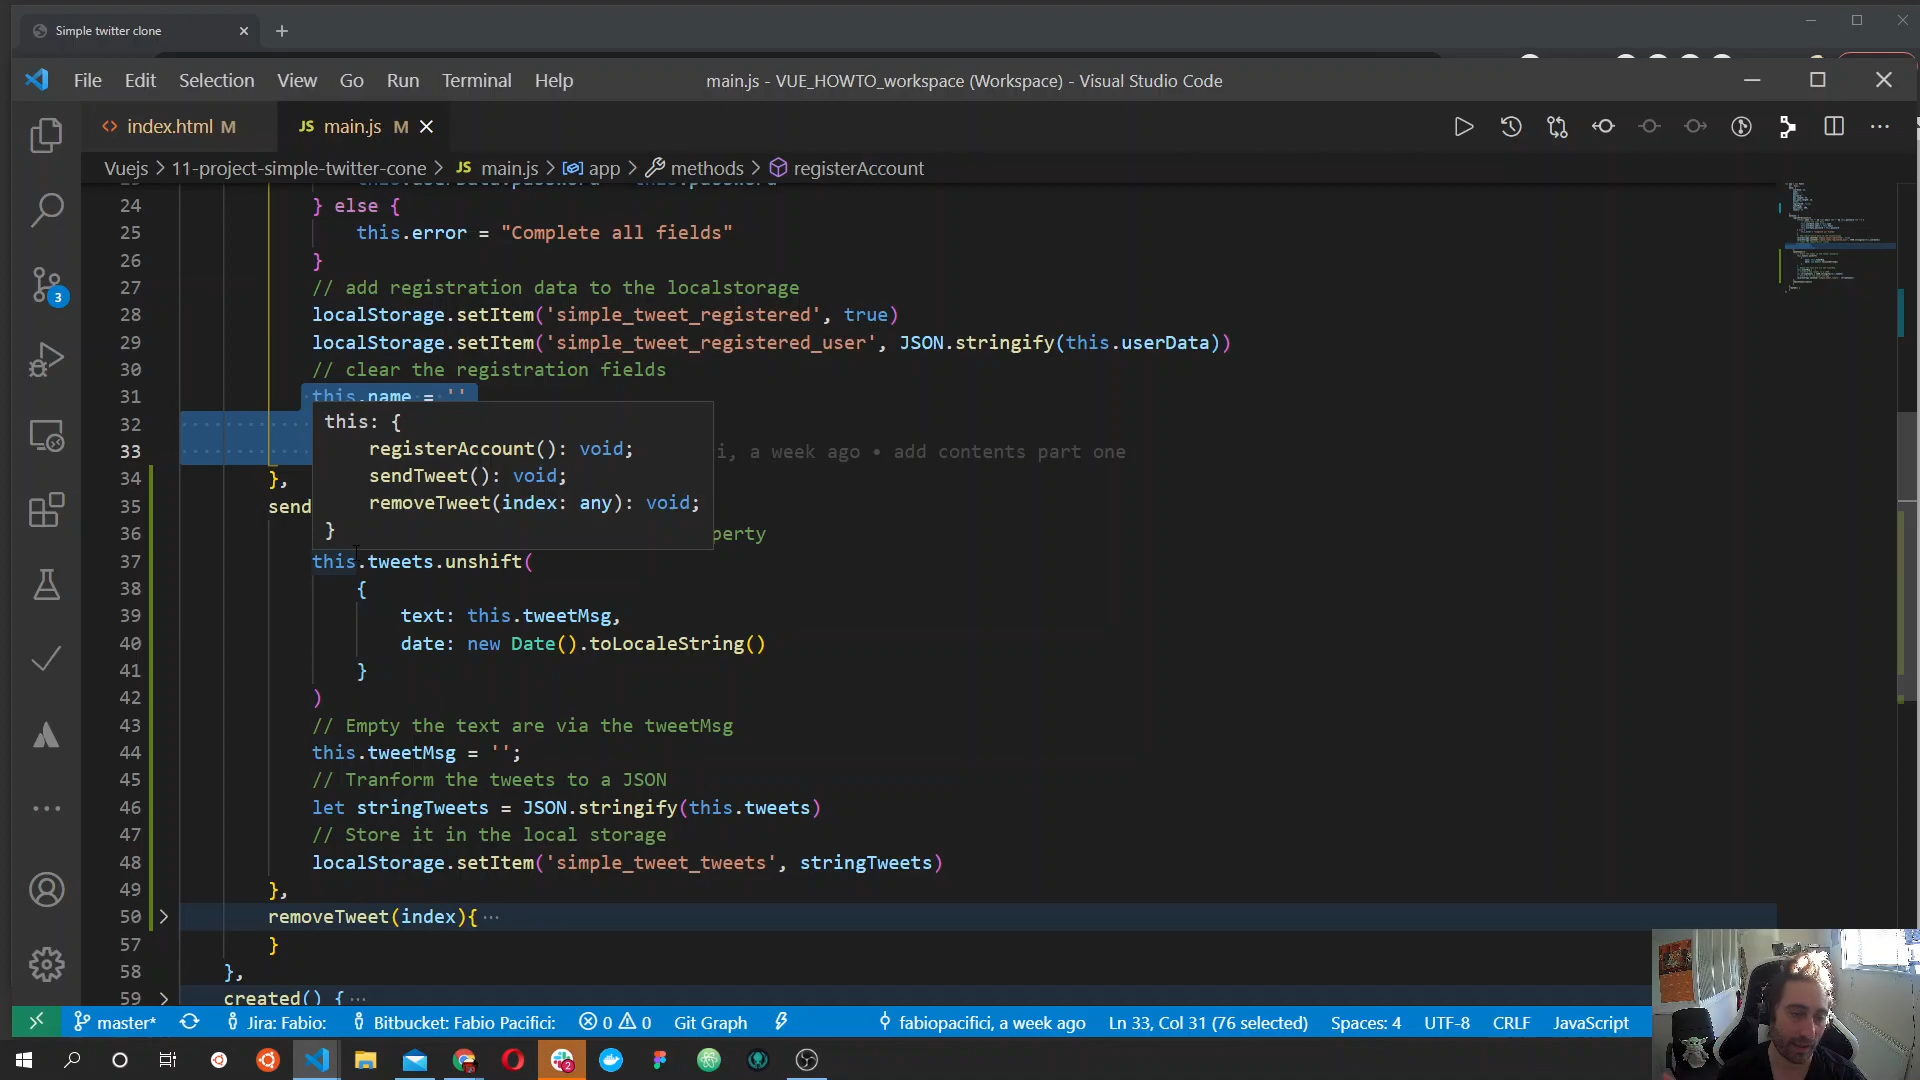 Simple twitter clone
File Edit Selection View Go Run Terminal Help
main.js - VUE_HOWTO_workspace (Workspace) - Visual Studio Code
index.html M
JS main.js M
Vuejs > 11-project-simple-twitter-cone > JS main.js > app > methods > registerAccount
24 } else {
25 this.error = "Complete all fields"
26 }
27 // add registration data to the localstorage
28 localStorage.setItem('simple_tweet_registered', true)
29 localStorage.setItem('simple_tweet_registered_user', JSON.stringify(this.userData))
30 // clear the registration fields
31 this.name = ''
32
33 i, a week ago • add contents part one
this: {
registerAccount(): void;
sendTweet(): void;
removeTweet(index: any): void;
}
34 },
35 send
36 perty
37 this.tweets.unshift(
38 {
39 text: this.tweetMsg,
40 date: new Date().toLocaleString()
41 }
42 )
43 // Empty the text are via the tweetMsg
44 this.tweetMsg = '';
45 // Tranform the tweets to a JSON
46 let stringTweets = JSON.stringify(this.tweets)
47 // Store it in the local storage
48 localStorage.setItem('simple_tweet_tweets', stringTweets)
49 },
50 removeTweet(index){ ...
57 }
58 },
59 created() { ...
3
master* Jira: Fabio: Bitbucket: Fabio Pacifici: 0 0 Git Graph fabiopacifici, a week ago Ln 33, Col 31 (76 selected) Spaces: 4 UTF-8 CRLF JavaScript
2